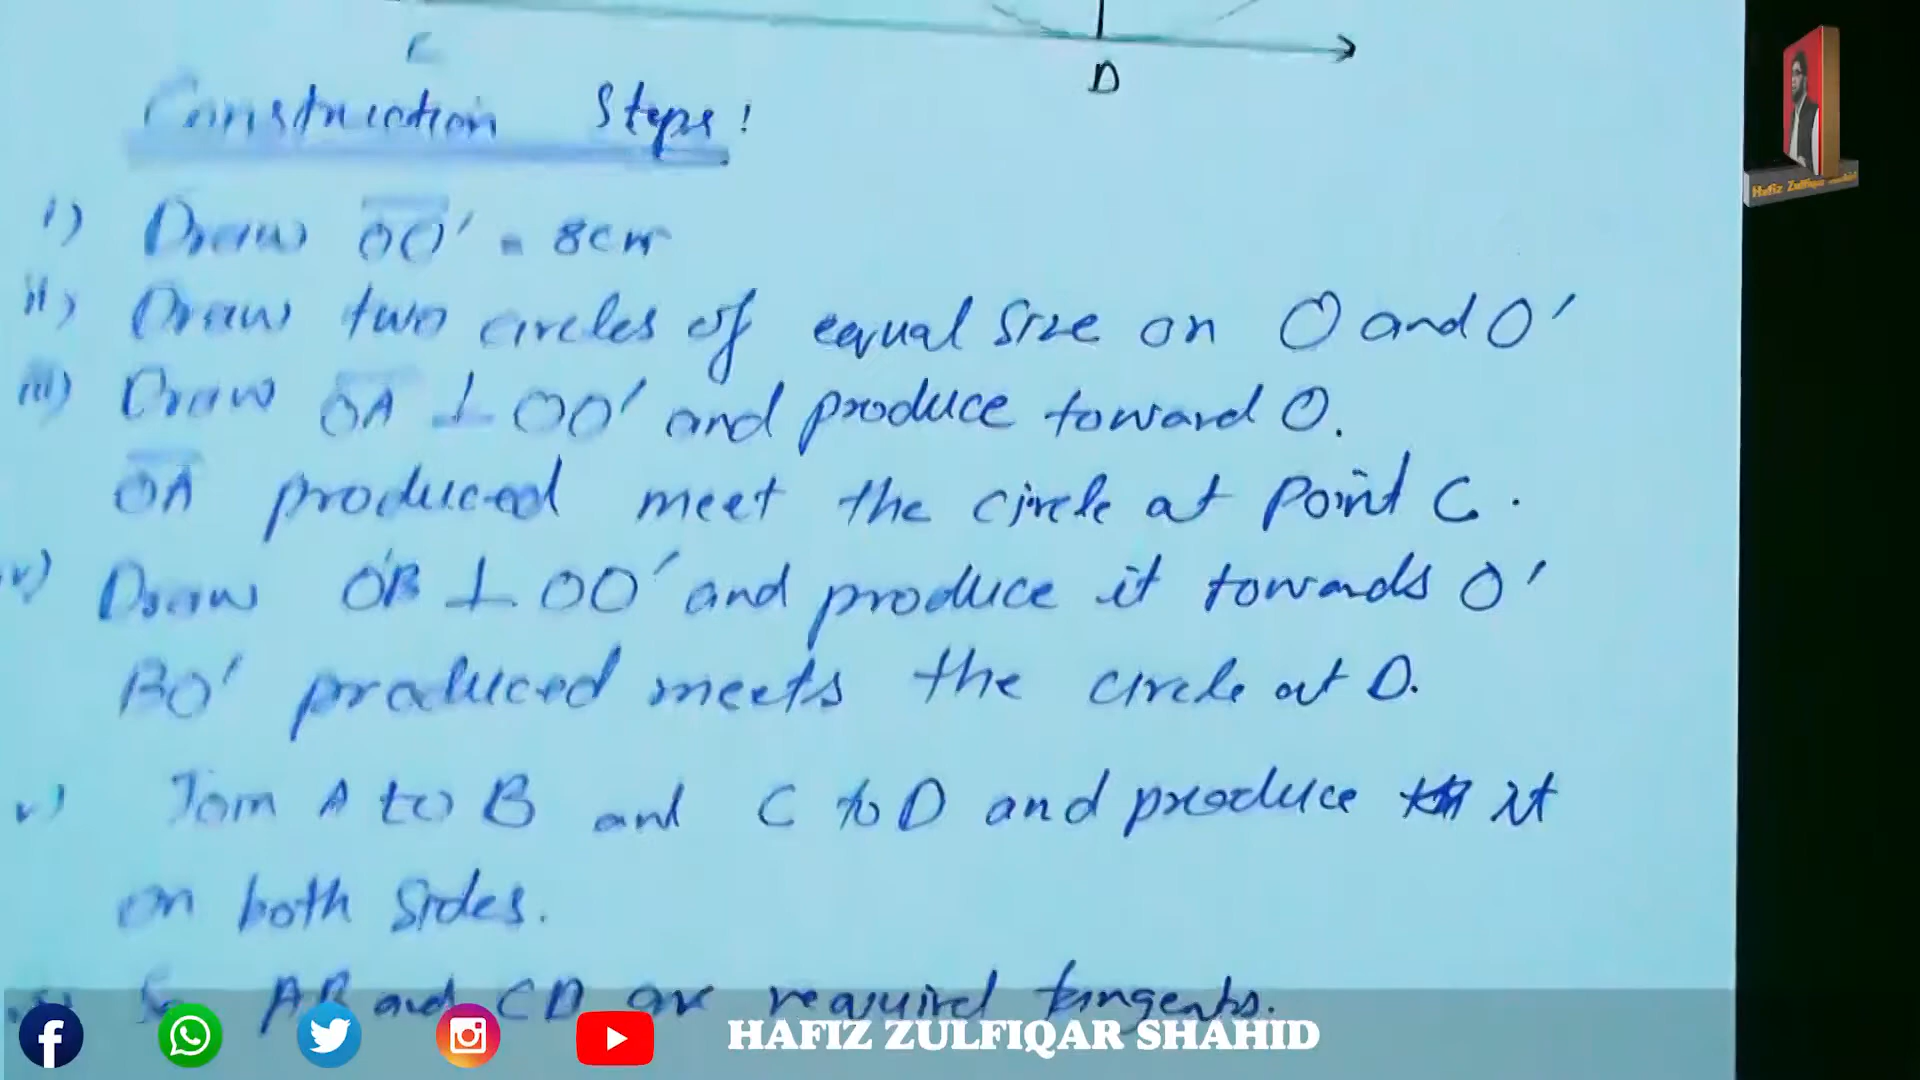 D
Construction Steps:
i) Draw OO' = 8cm
ii) Draw two circles of equal size on O and O'
iii) Draw OA ⊥ OO' and produce toward O.
OA produced meet the circle at point C.
iv) Draw O'B ⊥ OO' and produce it towards O'
BO' produced meets the circle at D.
v) Join A to B and C to D and produce it
on both sides.
So AB and CD are required tangents.
HAFIZ ZULFIQAR SHAHID
Hafiz Zulfiqar